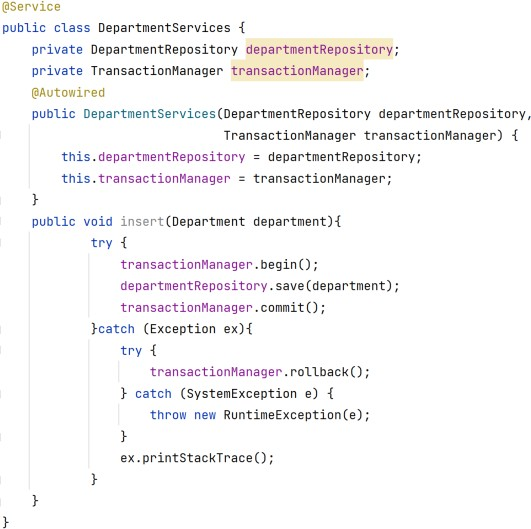 @Service
public class DepartmentServices {
    private DepartmentRepository departmentRepository;
    private TransactionManager transactionManager;
    @Autowired
    public DepartmentServices(DepartmentRepository departmentRepository,
                              TransactionManager transactionManager) {
        this.departmentRepository = departmentRepository;
        this.transactionManager = transactionManager;
    }
    public void insert(Department department){
            try {
                transactionManager.begin();
                departmentRepository.save(department);
                transactionManager.commit();
            }catch (Exception ex){
                try {
                    transactionManager.rollback();
                } catch (SystemException e) {
                    throw new RuntimeException(e);
                }
                ex.printStackTrace();
            }
    }
}